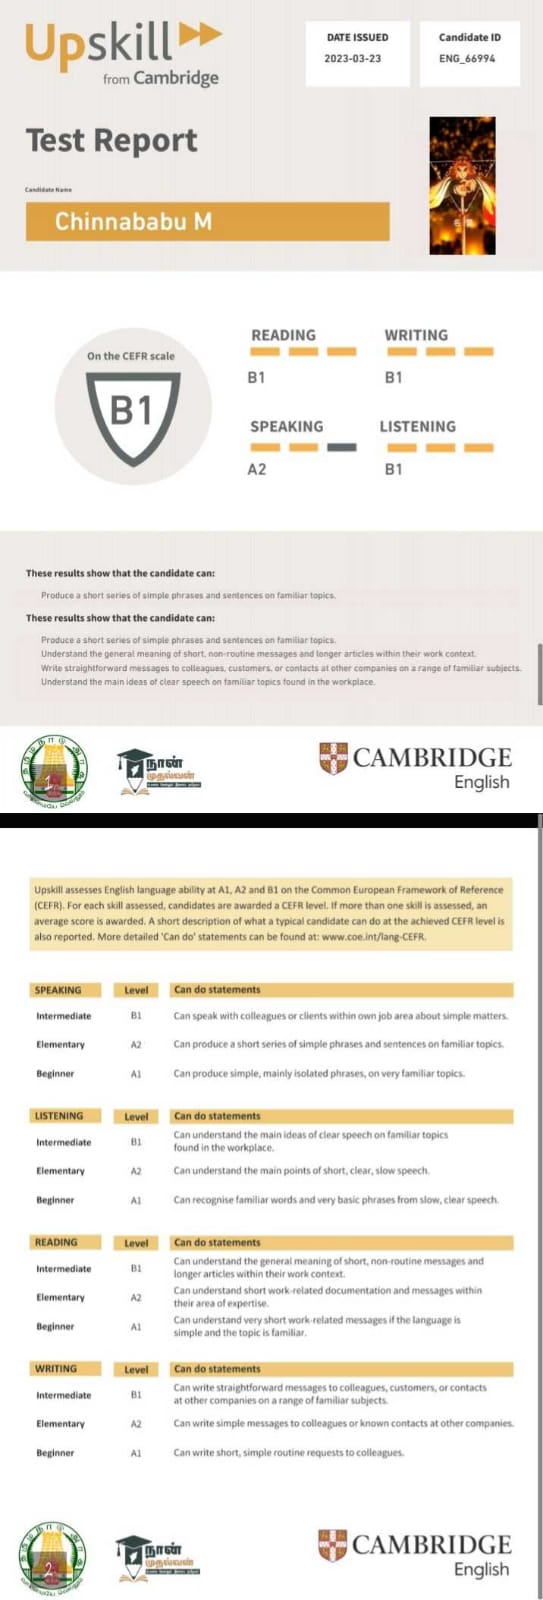 Upskill
from Cambridge
DATE ISSUED
2023-03-23
Candidate ID
ENG_66994
Test Report
Candidate Name
Chinnababu M
On the CEFR scale
B1
READING
B1
WRITING
B1
SPEAKING
A2
LISTENING
B1
These results show that the candidate can:
Produce a short series of simple phrases and sentences on familiar topics.
These results show that the candidate can:
Produce a short series of simple phrases and sentences on familiar topics.
Understand the general meaning of short, non-routine messages and longer articles within their work context.
Write straightforward messages to colleagues, customers, or contacts at other companies on a range of familiar subjects.
Understand the main ideas of clear speech on familiar topics found in the workplace.
1
நான்
முதல்வன்
CAMBRIDGE
English
Upskill assesses English language ability at A1, A2 and B1 on the Common European Framework of Reference
(CEFR). For each skill assessed, candidates are awarded a CEFR level. If more than one skill is assessed, an
average score is awarded. A short description of what a typical candidate can do at the achieved CEFR level is
also reported. More detailed 'Can do' statements can be found at: www.coe.int/lang-CEFR.
SPEAKING Level Can do statements
Intermediate B1 Can speak with colleagues or clients within own job area about simple matters.
Elementary A2 Can produce a short series of simple phrases and sentences on familiar topics.
Beginner A1 Can produce simple, mainly isolated phrases, on very familiar topics.
LISTENING Level Can do statements
Intermediate B1 Can understand the main ideas of clear speech on familiar topics
found in the workplace.
Elementary A2 Can understand the main points of short, clear, slow speech.
Beginner A1 Can recognise familiar words and very basic phrases from slow, clear speech.
READING Level Can do statements
Intermediate B1 Can understand the general meaning of short, non-routine messages and
longer articles within their work context.
Elementary A2 Can understand short work-related documentation and messages within
their area of expertise.
Beginner A1 Can understand very short work-related messages if the language is
simple and the topic is familiar.
WRITING Level Can do statements
Intermediate B1 Can write straightforward messages to colleagues, customers, or contacts
at other companies on a range of familiar subjects.
Elementary A2 Can write simple messages to colleagues or known contacts at other companies.
Beginner A1 Can write short, simple routine requests to colleagues.
2
நான்
முதல்வன்
CAMBRIDGE
English